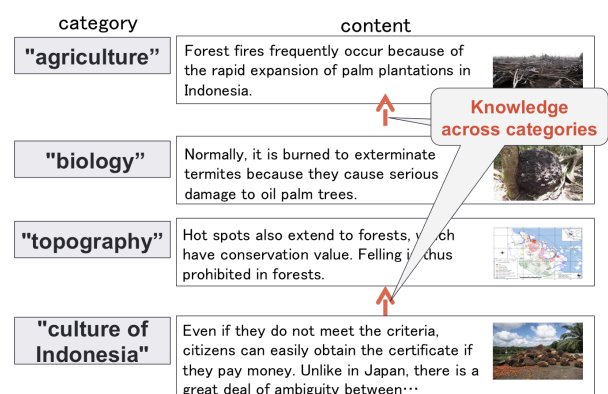 category
content
"agriculture”
Forest fires frequently occur because of
the rapid expansion of palm plantations in
Indonesia.
Knowledge
across categories
"biology”
Normally, it is burned to exterminate
termites because they cause serious
damage to oil palm trees.
"topography”
Hot spots also extend to forests, which
have conservation value. Felling is thus
prohibited in forests.
"culture of
Indonesia"
Even if they do not meet the criteria,
citizens can easily obtain the certificate if
they pay money. Unlike in Japan, there is a
great deal of ambiguity between⋯